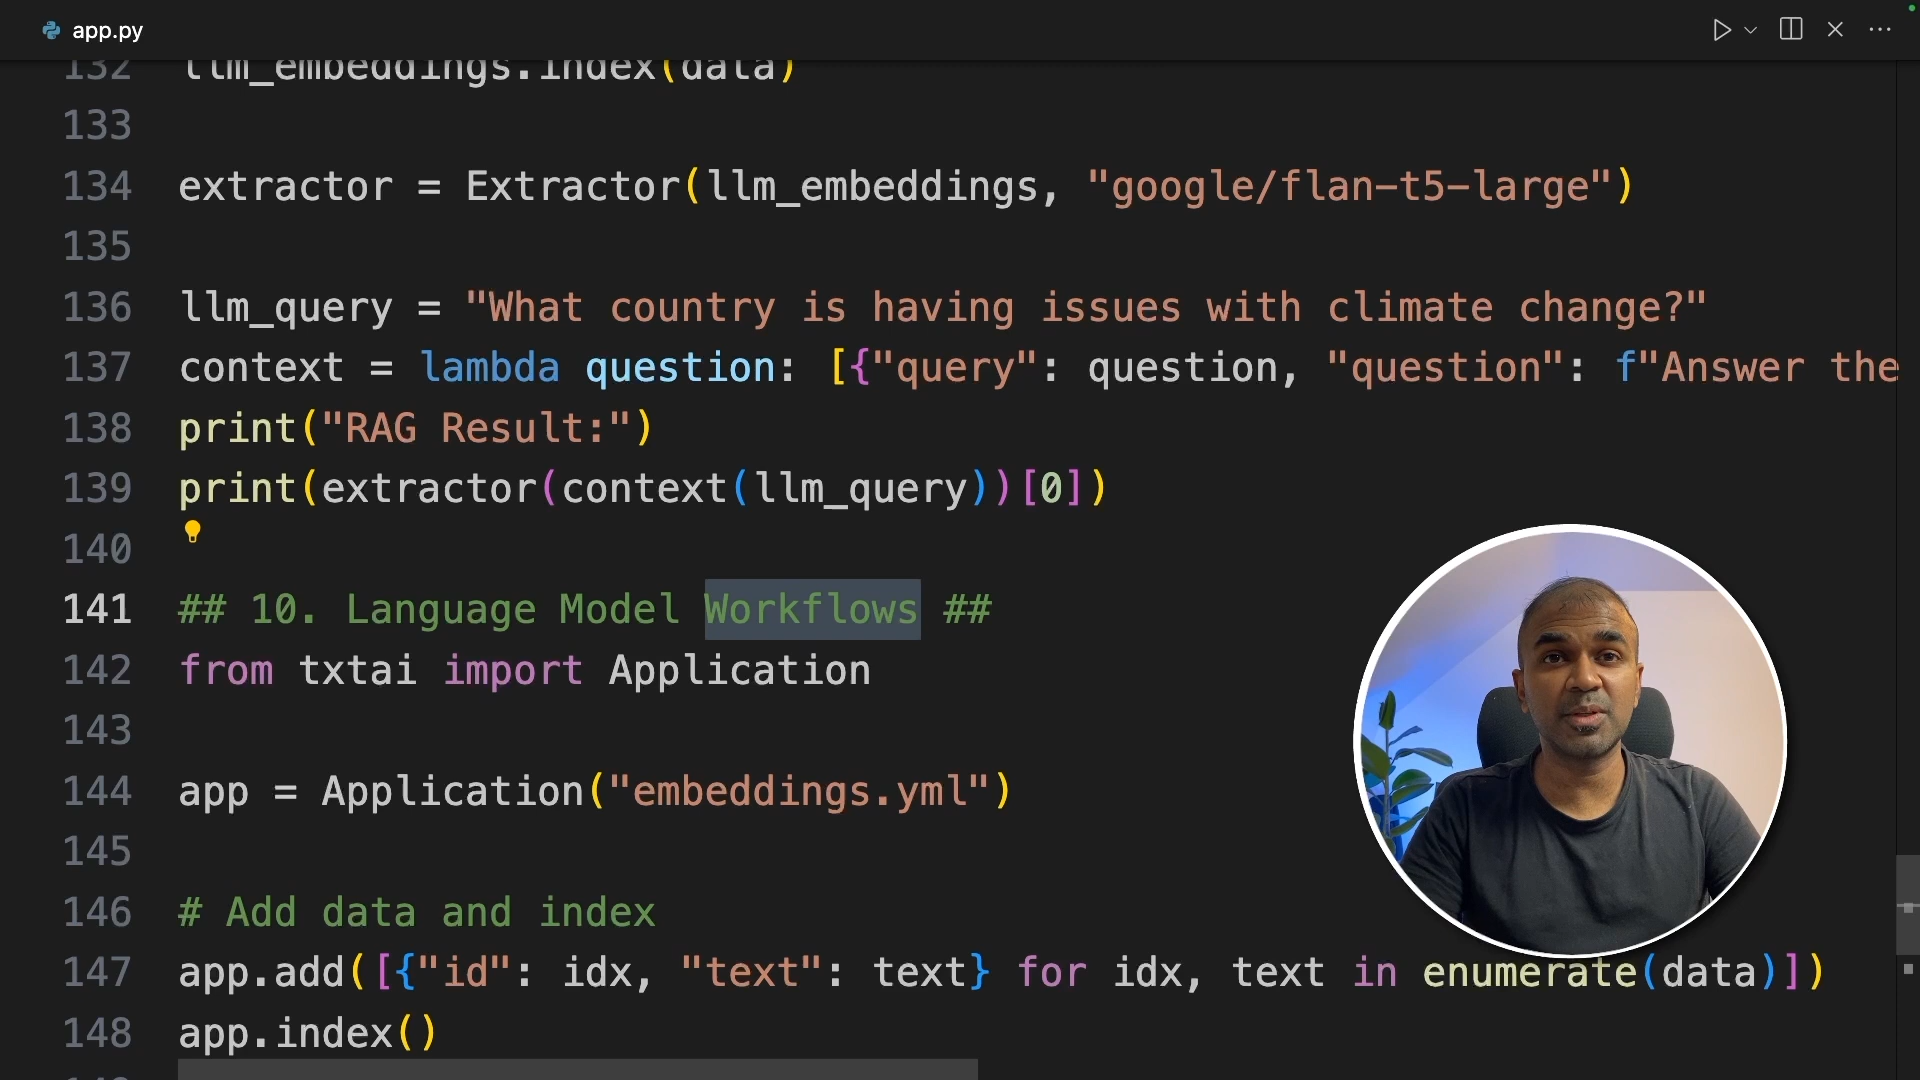 app.py
132 llm_embeddings.index(data)
133
134 extractor = Extractor(llm_embeddings, "google/flan-t5-large")
135
136 llm_query = "What country is having issues with climate change?"
137 context = lambda question: [{"query": question, "question": f"Answer the
138 print("RAG Result:")
139 print(extractor(context(llm_query))[0])
140
141 ## 10. Language Model Workflows ##
142 from txtai import Application
143
144 app = Application("embeddings.yml")
145
146 # Add data and index
147 app.add([{"id": idx, "text": text} for idx, text in enumerate(data)])
148 app.index()